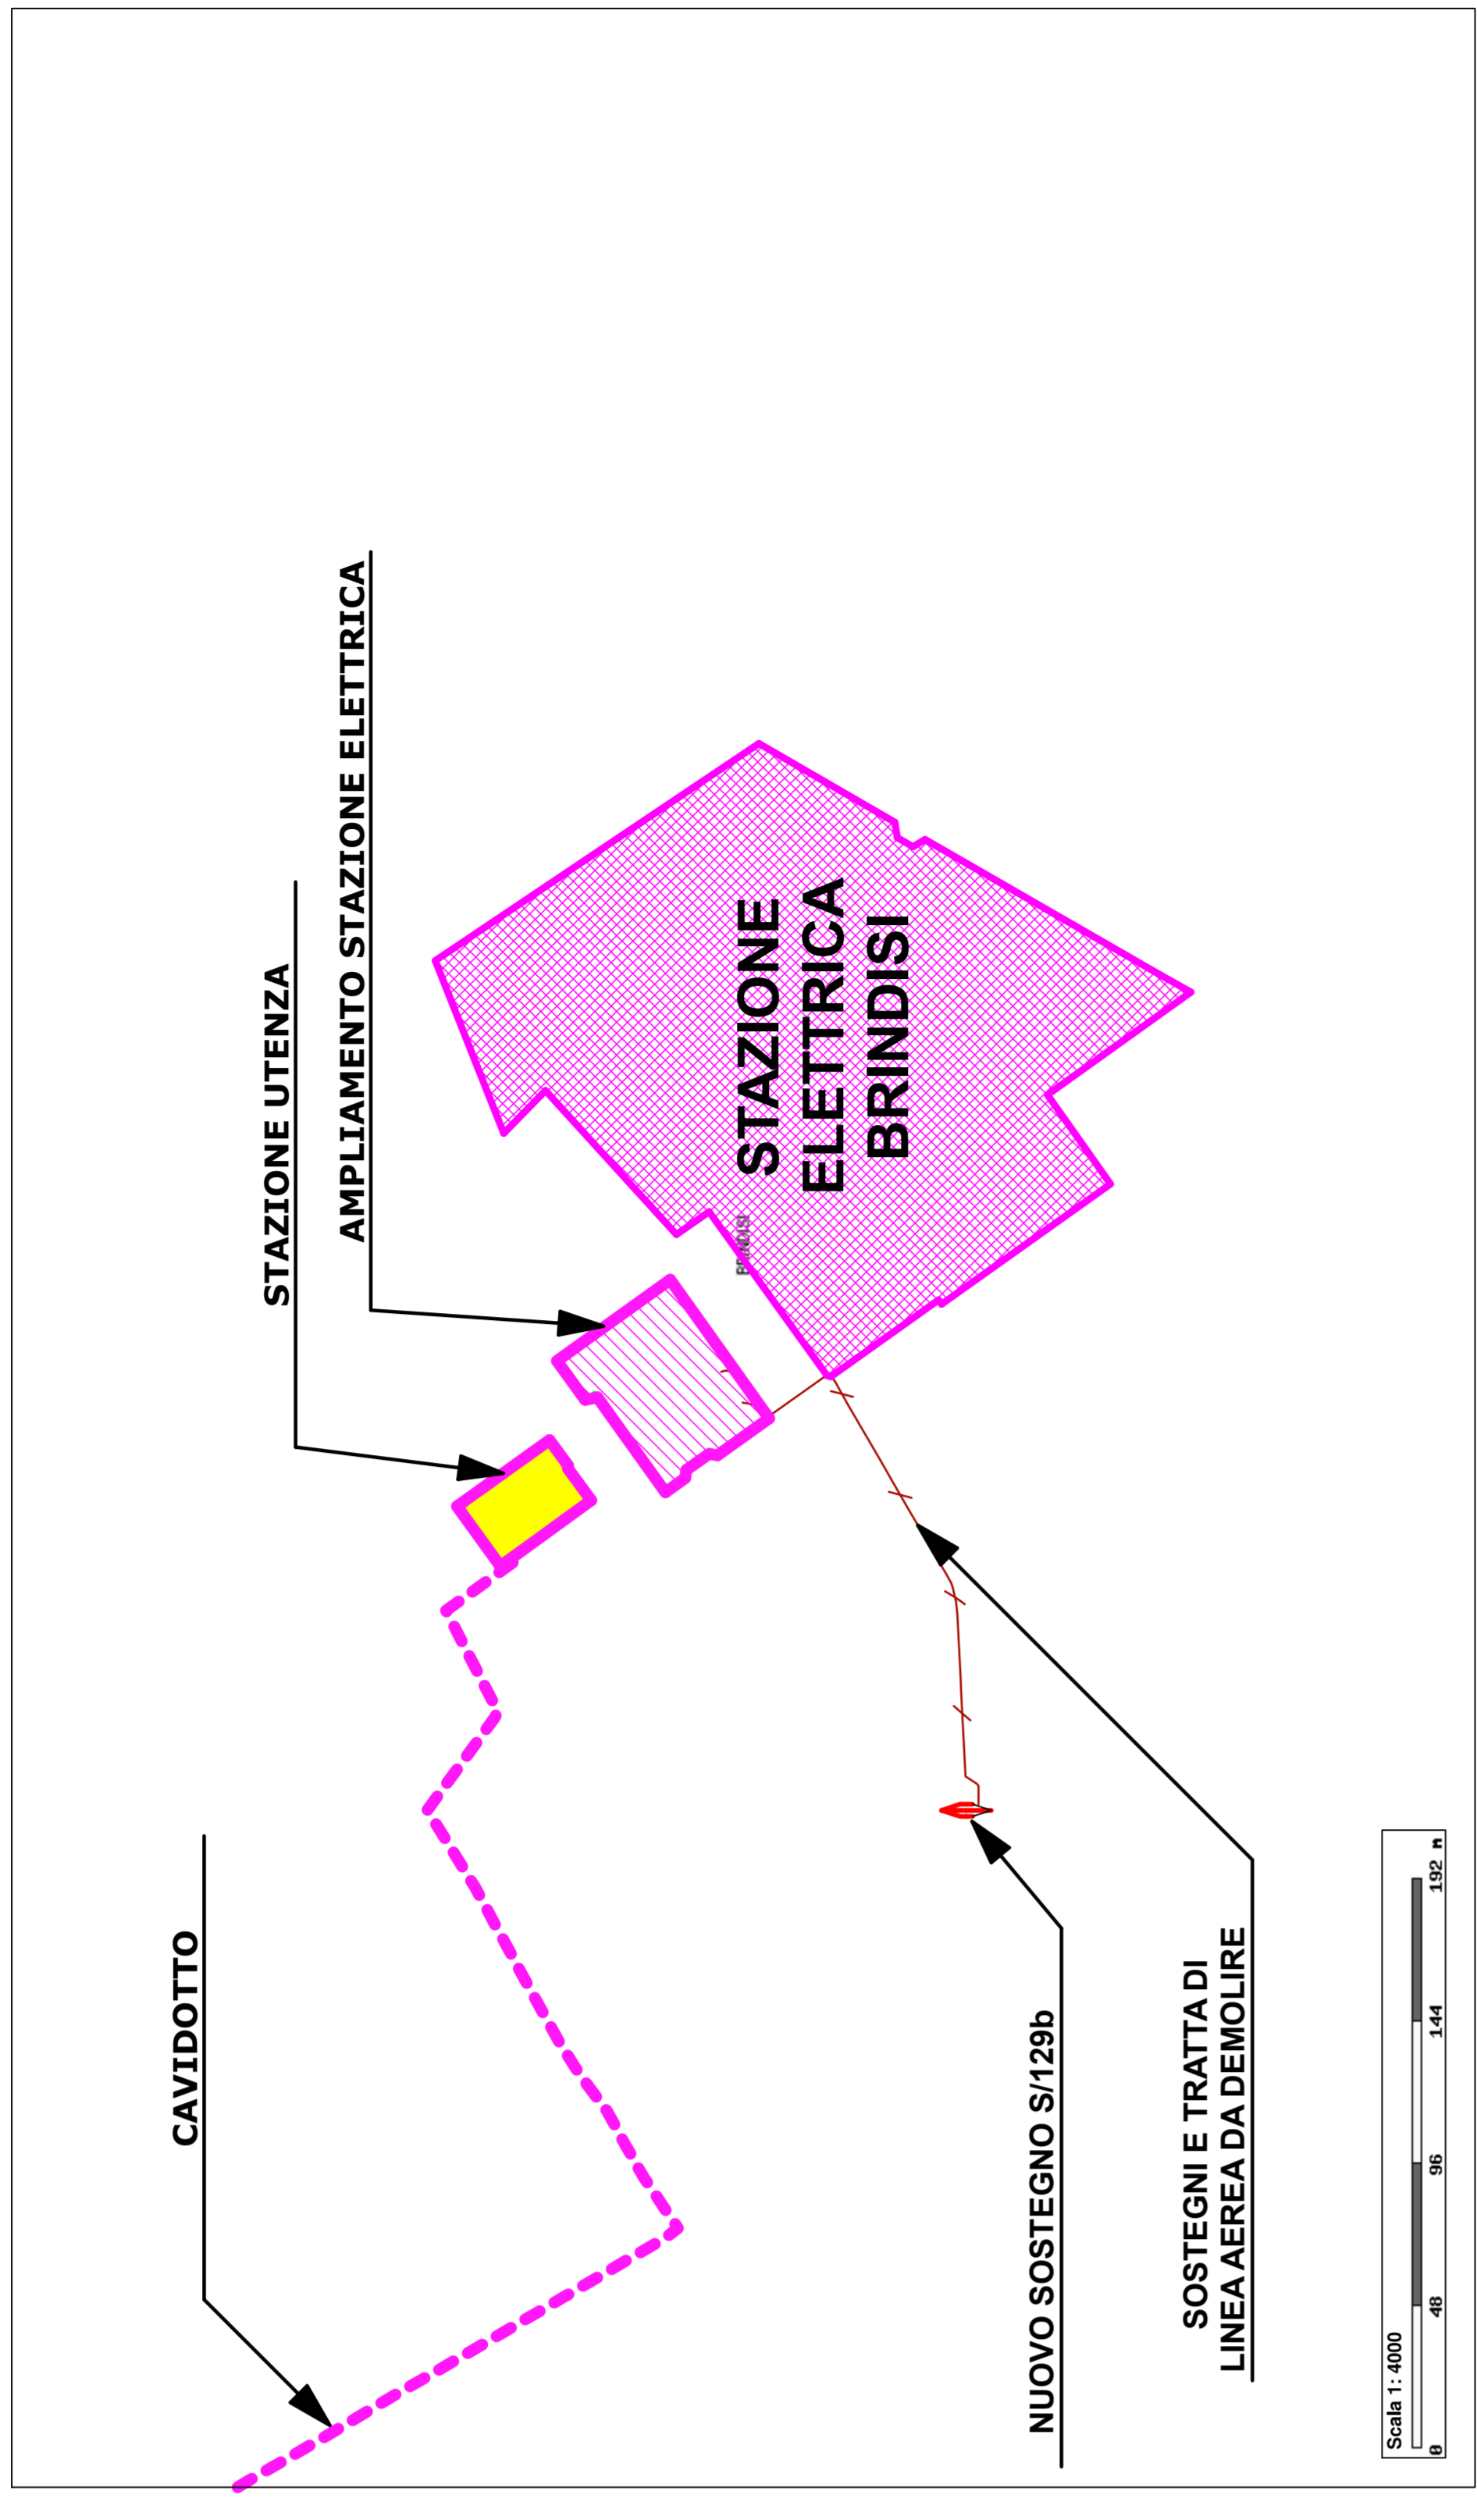 CAVIDOTTO
STAZIONE UTENZA
AMPLIAMENTO STAZIONE ELETTRICA
STAZIONE
ELETTRICA
BRINDISI
BRINDISI
NUOVO SOSTEGNO S/129b
SOSTEGNI E TRATTA DI
LINEA AEREA DA DEMOLIRE
Scala 1: 4000
0 48 96 144 192 m